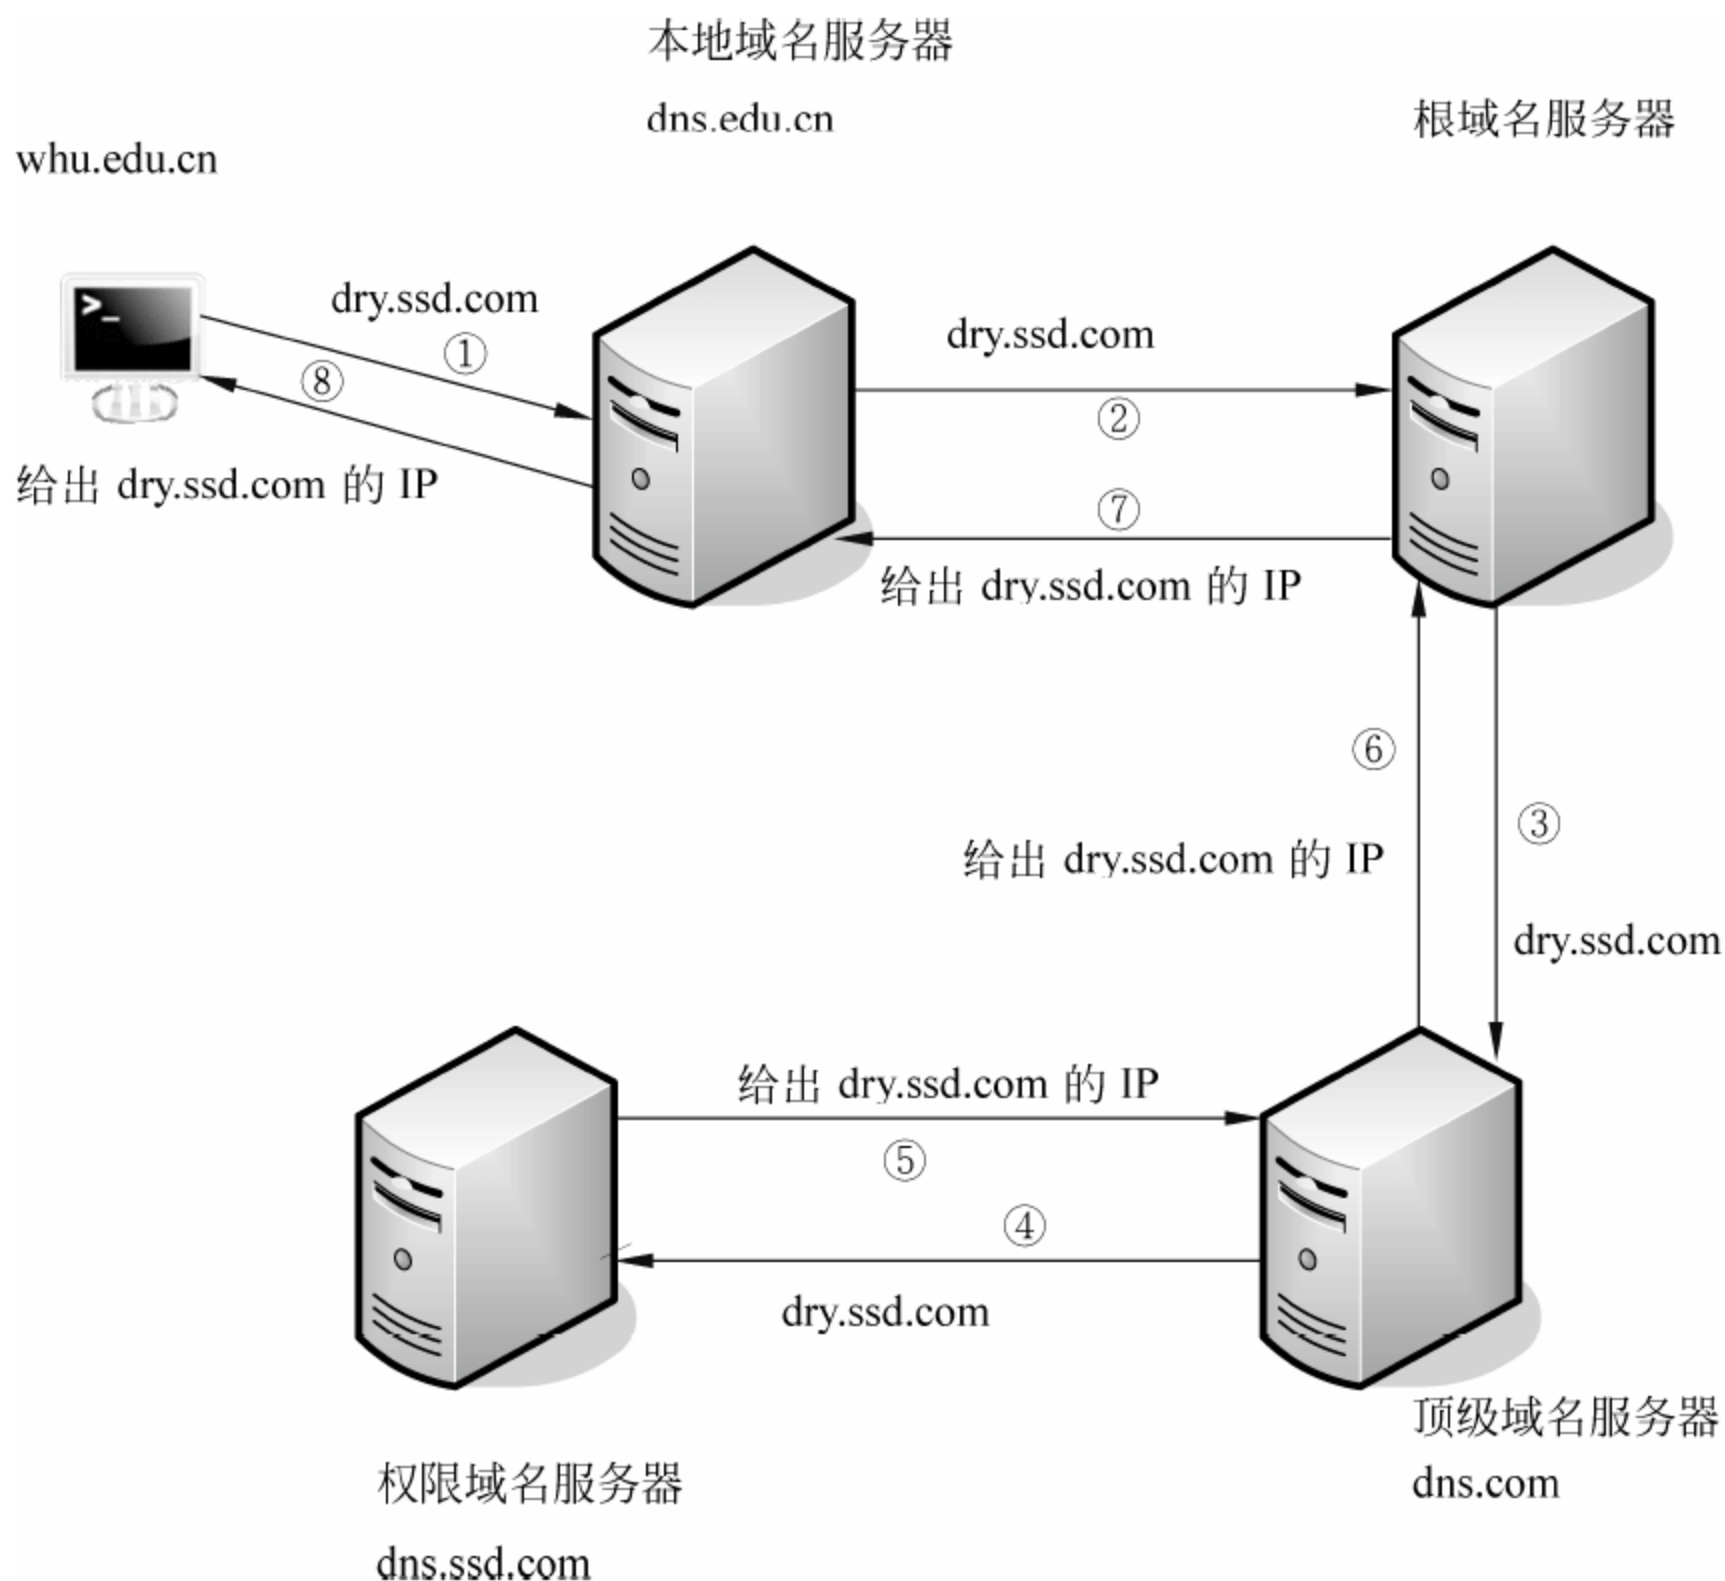 本地域名服务器
dns.edu.cn
根域名服务器
whu.edu.cn
>_
dry.ssd.com
①
⑧
dry.ssd.com
②
给出 dry.ssd.com 的 IP
⑦
给出 dry.ssd.com 的 IP
⑥
③
给出 dry.ssd.com 的 IP
dry.ssd.com
给出 dry.ssd.com 的 IP
⑤
④
dry.ssd.com
顶级域名服务器
dns.com
权限域名服务器
dns.ssd.com